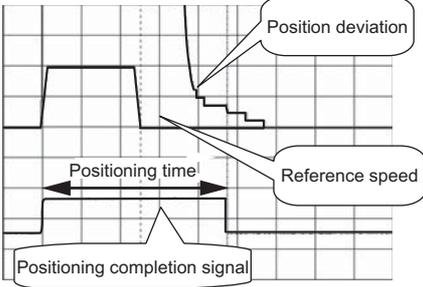 Position deviation
Positioning time
Reference speed
Positioning completion signal